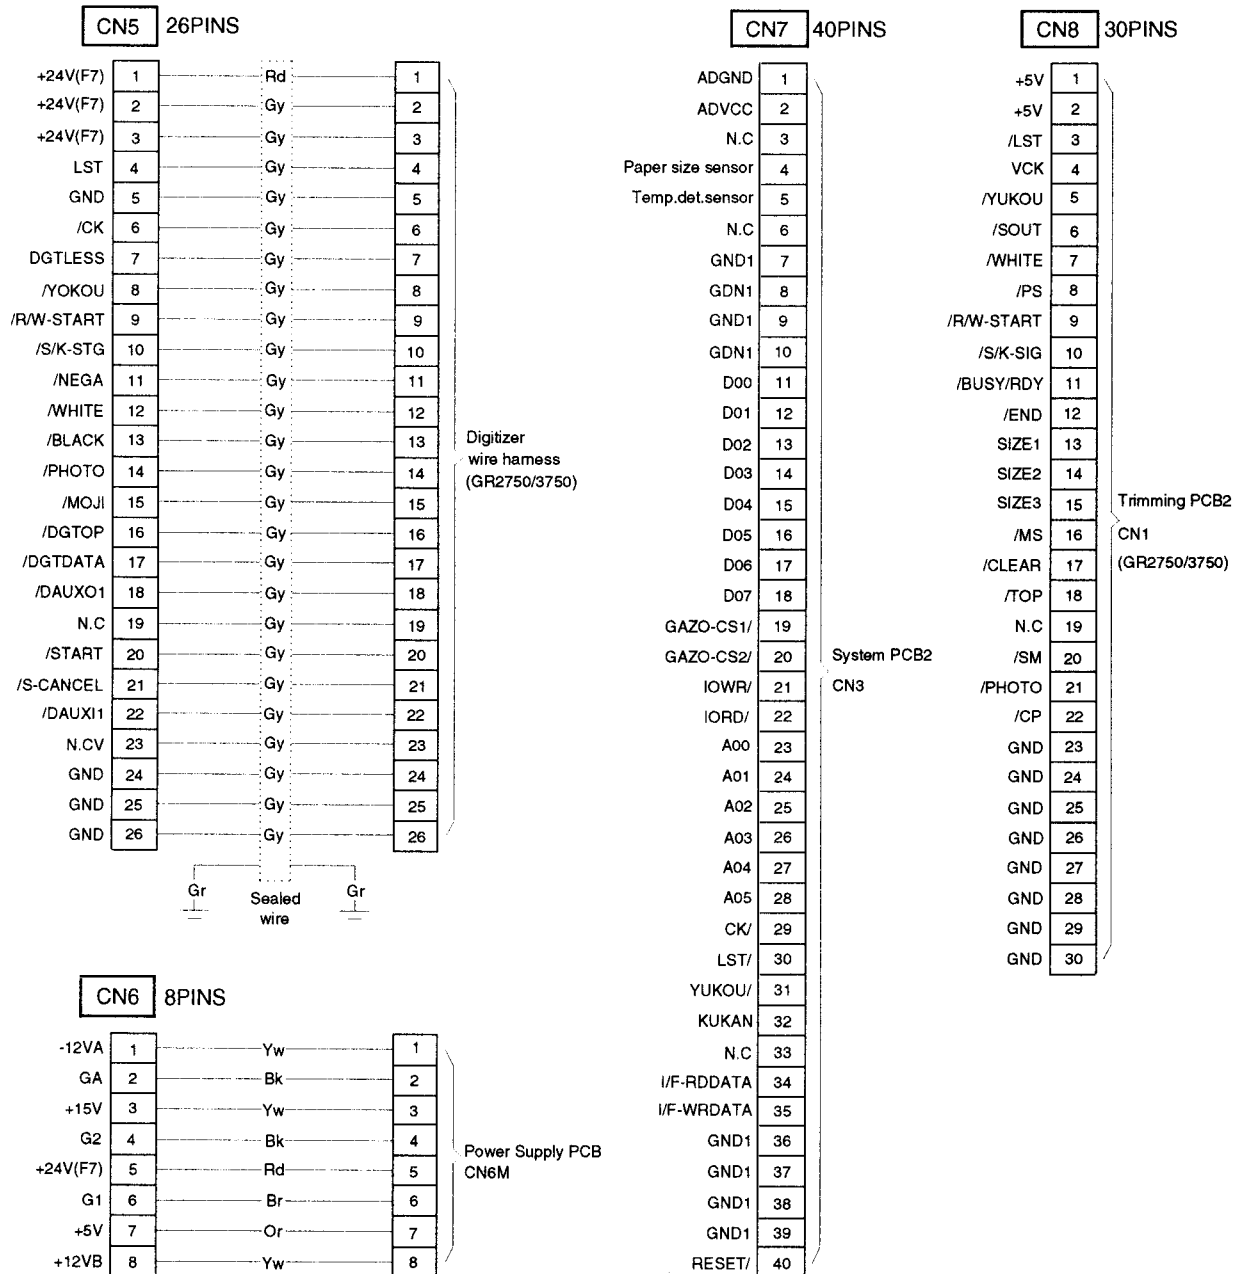 CN5 26PINS
+24V(F7) 1 Rd 1
+24V(F7) 2 Gy 2
+24V(F7) 3 Gy 3
LST 4 Gy 4
GND 5 Gy 5
/CK 6 Gy 6
DGTLESS 7 Gy 7
/YOKOU 8 Gy 8
/R/W-START 9 Gy 9
/S/K-STG 10 Gy 10
/NEGA 11 Gy 11
/WHITE 12 Gy 12
/BLACK 13 Gy 13
/PHOTO 14 Gy 14
/MOJI 15 Gy 15
/DGTOP 16 Gy 16
/DGTDATA 17 Gy 17
/DAUXO1 18 Gy 18
N.C 19 Gy 19
/START 20 Gy 20
/S-CANCEL 21 Gy 21
/DAUXI1 22 Gy 22
N.CV 23 Gy 23
GND 24 Gy 24
GND 25 Gy 25
GND 26 Gy 26
Digitizer
wire harness
(GR2750/3750)
Gr Sealed Gr
wire
CN6 8PINS
-12VA 1 Yw 1
GA 2 Bk 2
+15V 3 Yw 3
G2 4 Bk 4
+24V(F7) 5 Rd 5
G1 6 Br 6
+5V 7 Or 7
+12VB 8 Yw 8
Power Supply PCB
CN6M
CN7 40PINS
ADGND 1
ADVCC 2
N.C 3
Paper size sensor 4
Temp.det.sensor 5
N.C 6
GND1 7
GDN1 8
GND1 9
GDN1 10
D00 11
D01 12
D02 13
D03 14
D04 15
D05 16
D06 17
D07 18
GAZO-CS1/ 19
GAZO-CS2/ 20
IOWR/ 21
IORD/ 22
A00 23
A01 24
A02 25
A03 26
A04 27
A05 28
CK/ 29
LST/ 30
YUKOU/ 31
KUKAN 32
N.C 33
I/F-RDDATA 34
I/F-WRDATA 35
GND1 36
GND1 37
GND1 38
GND1 39
RESET/ 40
System PCB2
CN3
CN8 30PINS
+5V 1
+5V 2
/LST 3
VCK 4
/YUKOU 5
/SOUT 6
/WHITE 7
/PS 8
/R/W-START 9
/S/K-SIG 10
/BUSY/RDY 11
/END 12
SIZE1 13
SIZE2 14
SIZE3 15
/MS 16
/CLEAR 17
/TOP 18
N.C 19
/SM 20
/PHOTO 21
/CP 22
GND 23
GND 24
GND 25
GND 26
GND 27
GND 28
GND 29
GND 30
Trimming PCB2
CN1
(GR2750/3750)